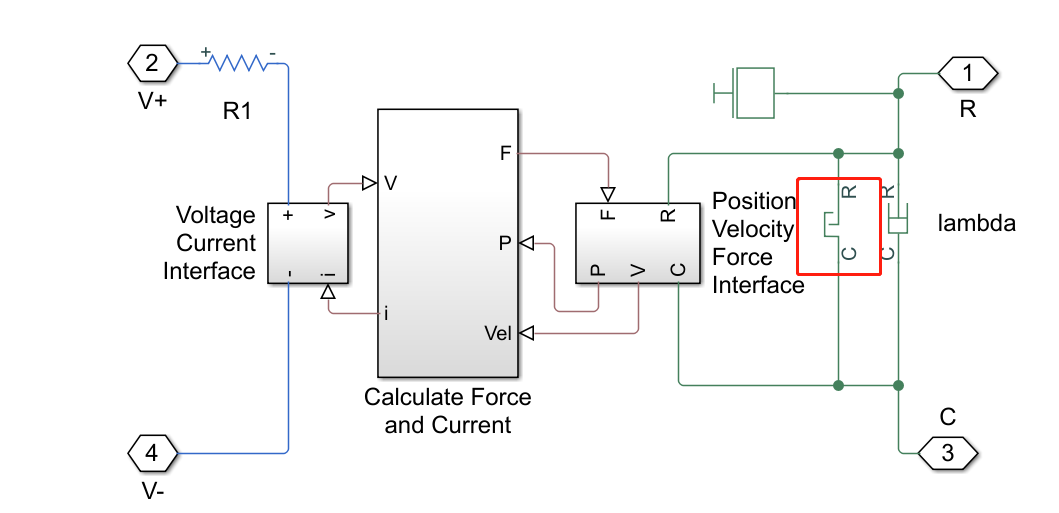 2
V+
+
-
R1
1
R
Voltage
Current
Interface
+
v
-
i
V
F
P
i
Vel
Calculate Force
and Current
F
R
P
V
C
Position
Velocity
Force
Interface
R
C
R
C
lambda
4
V-
C
3